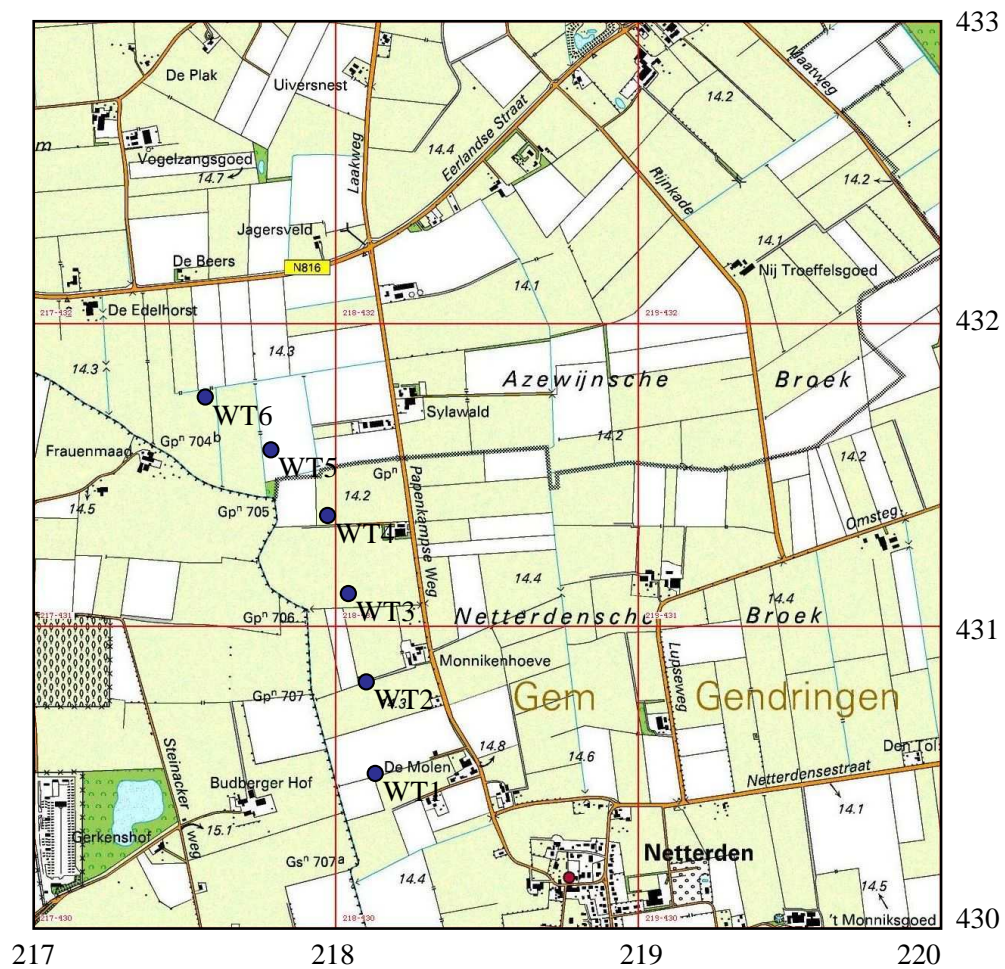 433
De Plak
Uiversnest
Maatweg
14.2
Eerlandse Straat
Laakweg
14.4
m
Vogelzangsgoed
14.7
Rijnkade
14.2
Jagersveld
14.1
De Beers
N816
Nij Troeffelsgoed
De Edelhorst
14.1
217-432
218-432
219-432
432
14.3
14.3
Azewijnsche Broek
WT6
Sylawald
Gpⁿ 704ᵇ
14.2
Frauenmaad
WT5
Gpⁿ
14.2
14.2
14.5
Gpⁿ 705
Papenkampse Weg
WT4
Omsteg
14.4
WT3
14.4
217-431
Gpⁿ 706
219-431
Netterdensche Broek
431
Monnikenhoeve
Lupseweg
Gpⁿ 707
WT2
Gem Gendringen
Steinacker weg
14.8
14.6
Den Tol
De Molen
WT1
Budberger Hof
Netterdensestraat
14.1
15.1
Gerkenshof
Netterden
Gsⁿ 707ᵃ
14.4
14.5
217-430
218-430
219-430
't Monniksgoed
430
217
218
219
220